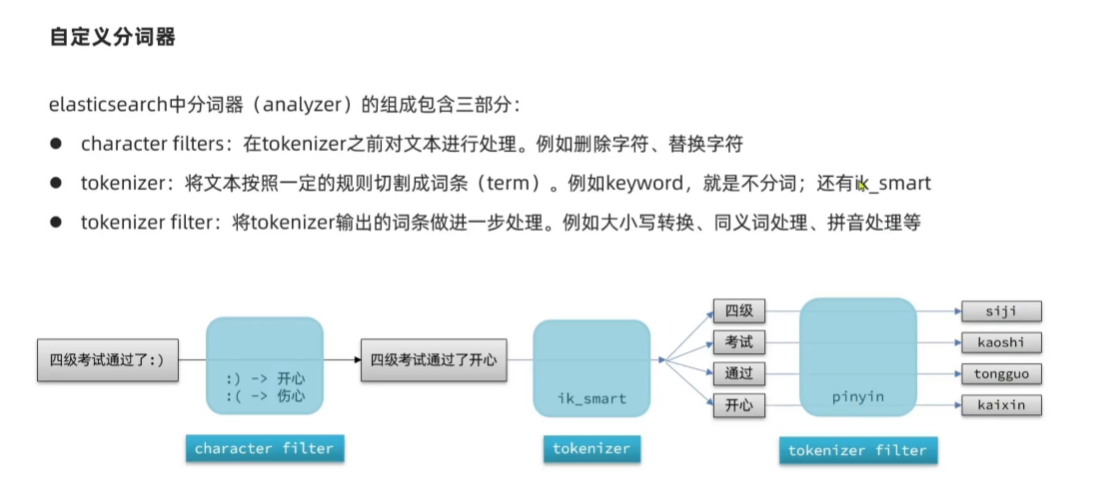 自定义分词器
elasticsearch中分词器（analyzer）的组成包含三部分：
● character filters：在tokenizer之前对文本进行处理。例如删除字符、替换字符
● tokenizer：将文本按照一定的规则切割成词条（term）。例如keyword，就是不分词；还有ik_smart
● tokenizer filter：将tokenizer输出的词条做进一步处理。例如大小写转换、同义词处理、拼音处理等
四级考试通过了:)
:) -> 开心
:( -> 伤心
character filter
四级考试通过了开心
ik_smart
tokenizer
四级
考试
通过
开心
pinyin
tokenizer filter
siji
kaoshi
tongguo
kaixin